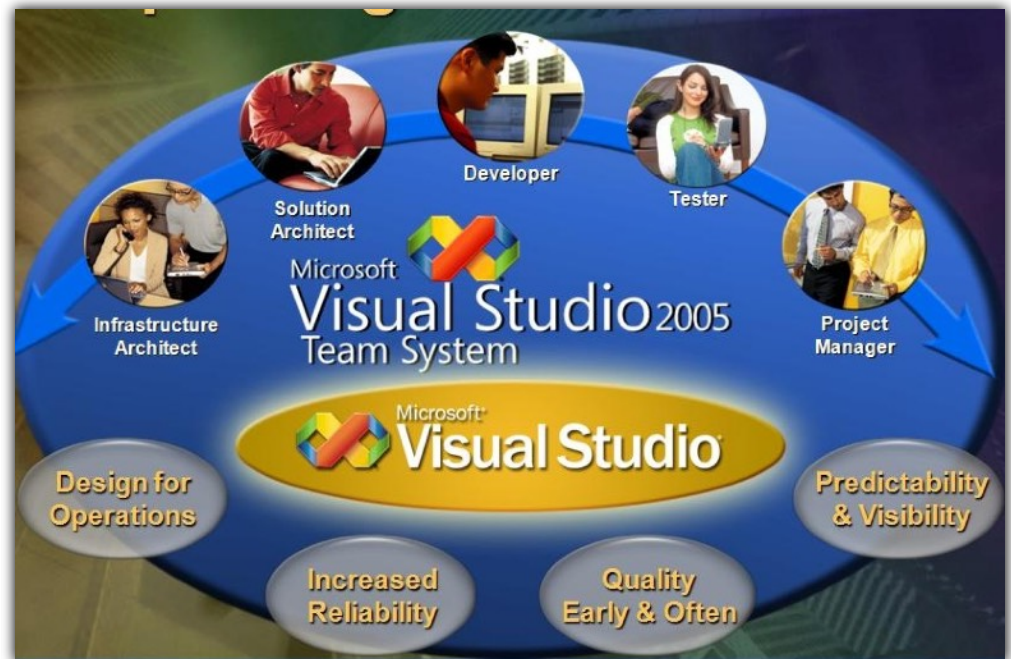 Developer
Tester
Solution
Architect
Infrastructure
Architect
Project
Manager
Microsoft
Visual Studio 2005
Team System
Microsoft
Visual Studio
Design for
Operations
Predictability
& Visibility
Increased
Reliability
Quality
Early & Often